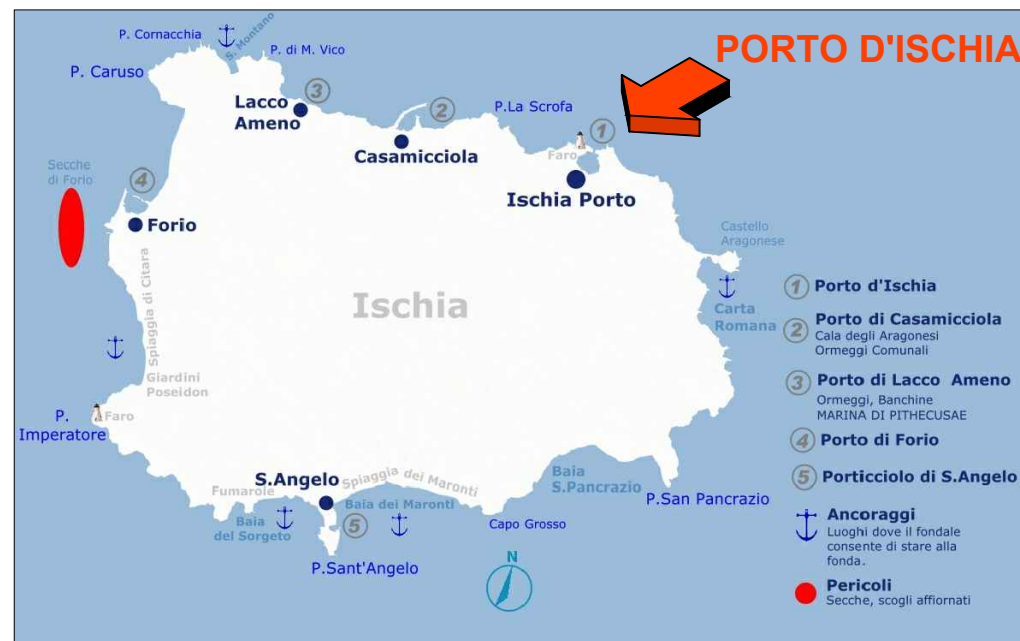 PORTO D'ISCHIA
P. Cornacchia
S. Montano
P. di M. Vico
P. Caruso
Lacco
Ameno
3
2
P.La Scrofa
1
Casamicciola
Faro
Ischia Porto
Secche
di Forio
4
Forio
Castello
Aragonese
Spiaggia di Citara
Ischia
Carta
Romana
Giardini
Poseidon
Faro
P.
Imperatore
S.Angelo
Spiaggia dei Maronti
Fumarole
Baia
del Sorgeto
5
Baia dei Maronti
Baia
S.Pancrazio
P.San Pancrazio
Capo Grosso
P.Sant'Angelo
N
1 Porto d'Ischia
2 Porto di Casamicciola
Cala degli Aragonesi
Ormeggi Comunali
3 Porto di Lacco Ameno
Ormeggi, Banchine
MARINA DI PITHECUSAE
4 Porto di Forio
5 Porticciolo di S.Angelo
Ancoraggi
Luoghi dove il fondale
consente di stare alla
fonda.
Pericoli
Secche, scogli affiornati